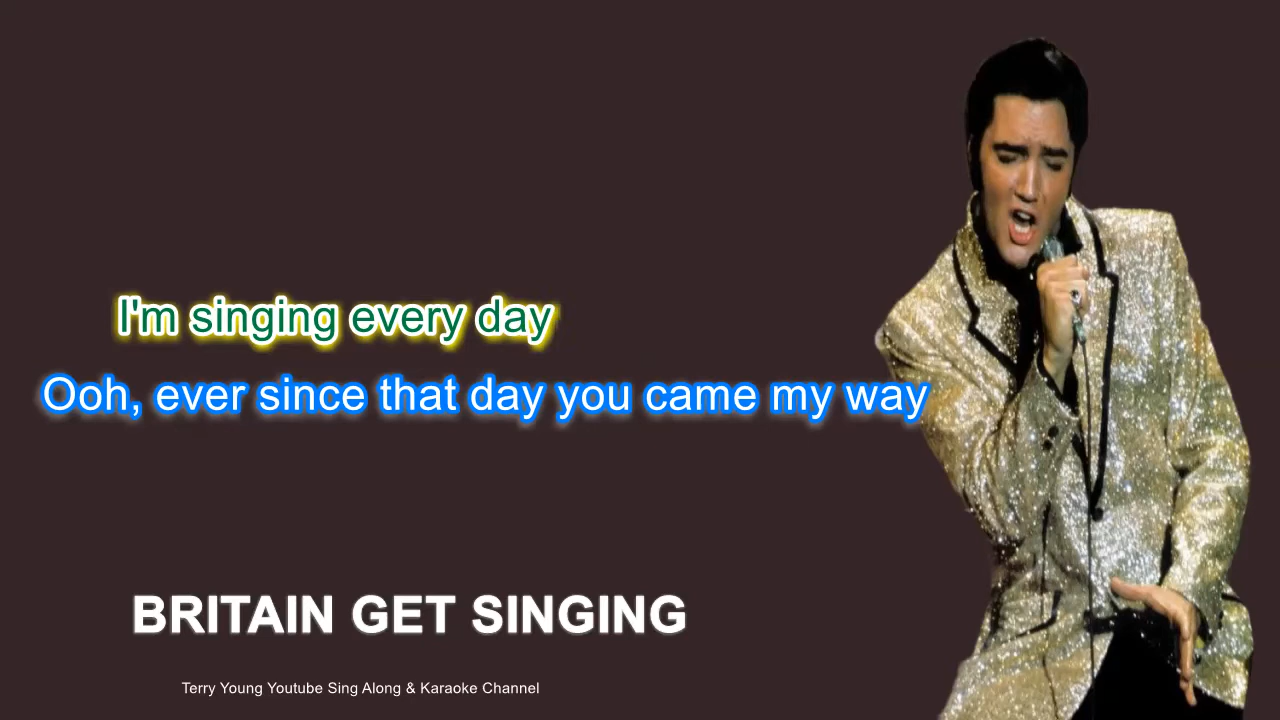 I'm singing every day
Ooh, ever since that day you came my way
BRITAIN GET SINGING
Terry Young Youtube Sing Along & Karaoke Channel